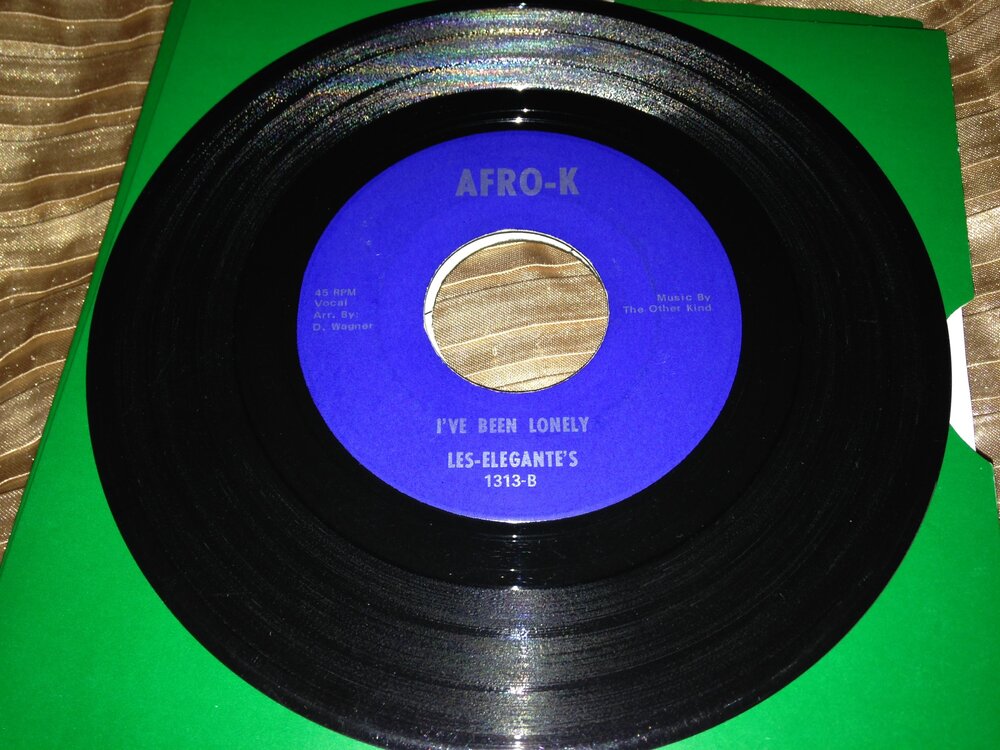 AFRO-K
45 RPM
Vocal
Arr. By:
D. Wagner
Music By
The Other Kind
I'VE BEEN LONELY
LES-ELEGANTE'S
1313-B